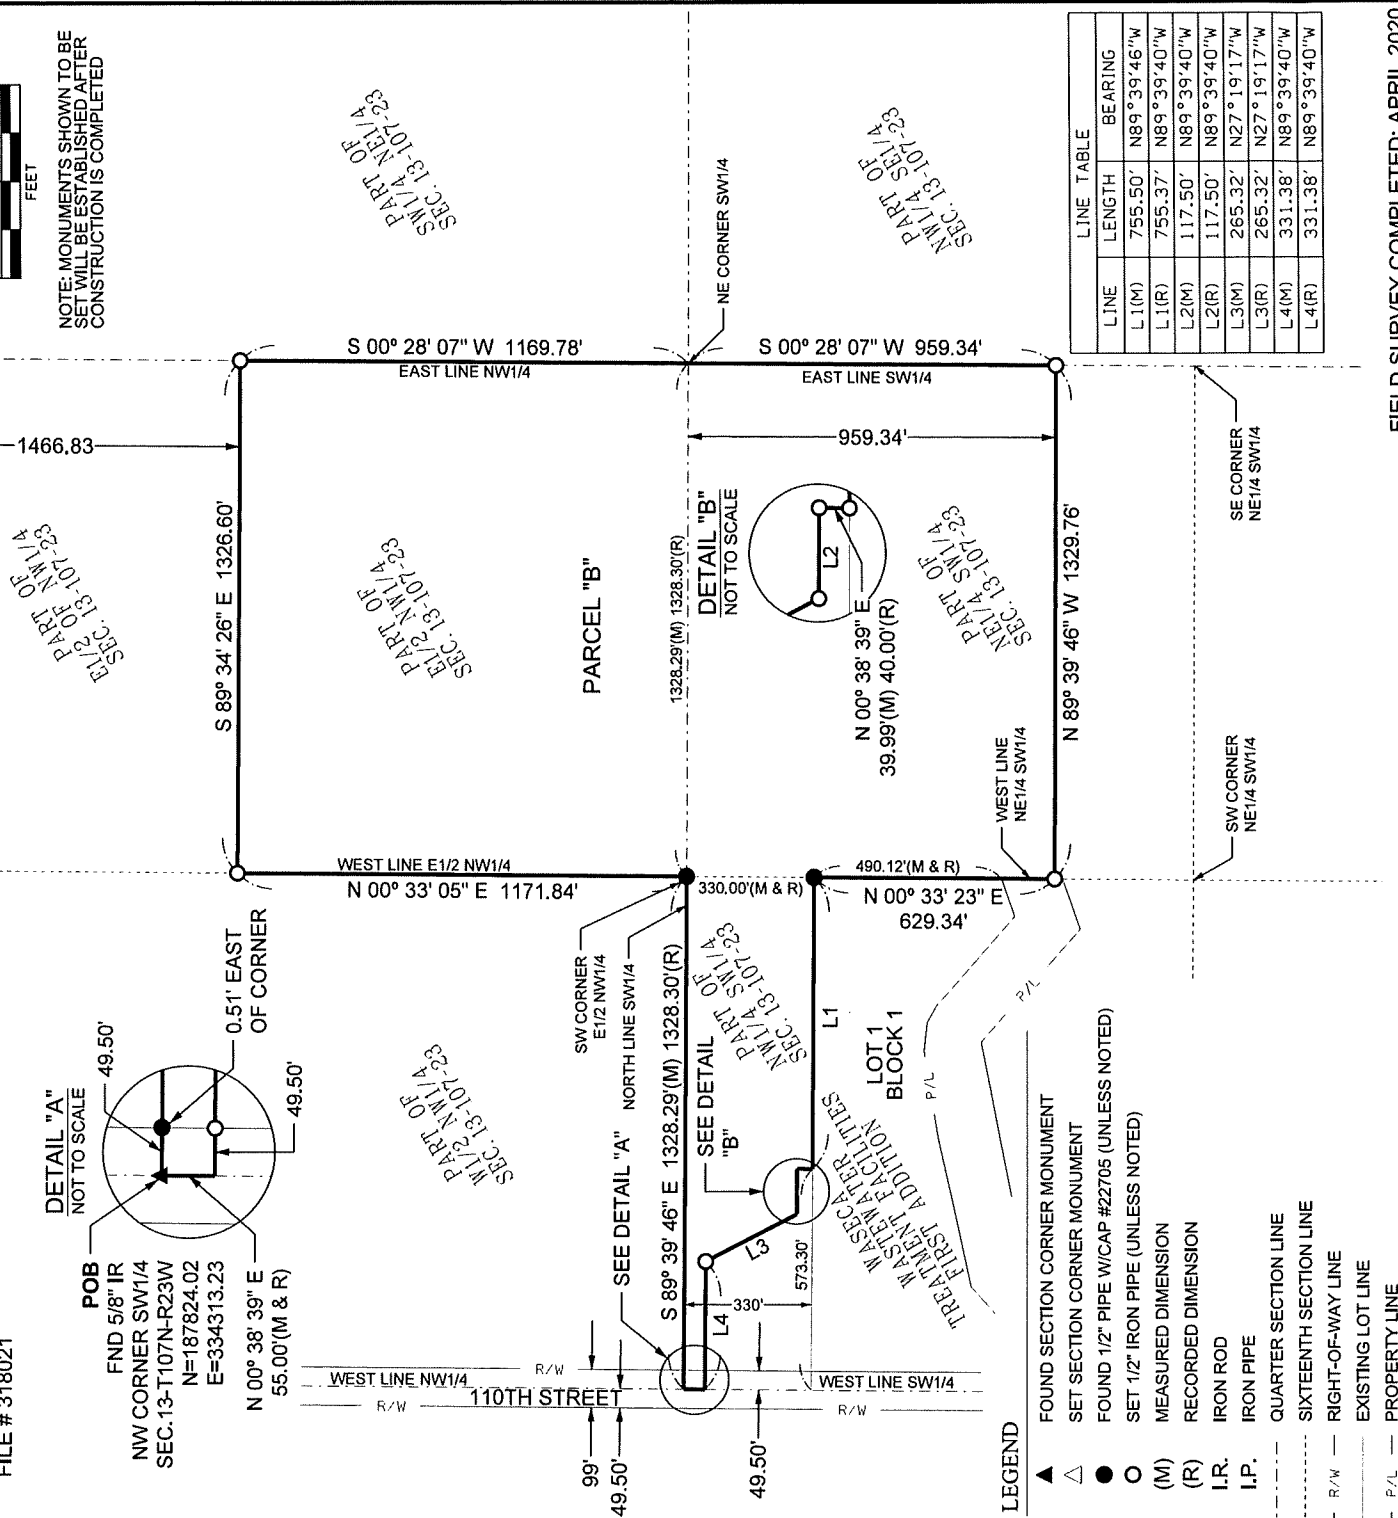 FILE # 318021
FEET
NOTE: MONUMENTS SHOWN TO BE
SET WILL BE ESTABLISHED AFTER
CONSTRUCTION IS COMPLETED
1466.83
PART OF
E1/2 OF NW1/4
SEC. 13-107-23
PART OF
SW1/4 NE1/4
SEC. 13-107-23
DETAIL "A"
NOT TO SCALE
49.50'
0.51' EAST
OF CORNER
49.50'
POB
FND 5/8" IR
NW CORNER SW1/4
SEC.13-T107N-R23W
N=187824.02
E=334313.23
N 00° 38' 39" E
55.00'(M & R)
S 89° 34' 26" E 1326.60'
WEST LINE E1/2 NW1/4
N 00° 33' 05" E 1171.84'
PART OF
E1/2 NW1/4
SEC. 13-107-23
S 00° 28' 07" W 1169.78'
EAST LINE NW1/4
PART OF
W1/2 NW1/4
SEC. 13-107-23
PARCEL "B"
SW CORNER
E1/2 NW1/4
NORTH LINE SW1/4
SEE DETAIL "A"
S 89° 39' 46" E 1328.29'(M) 1328.30'(R)
1328.29'(M) 1328.30'(R)
NE CORNER SW1/4
WEST LINE NW1/4
R/W
R/W
110TH STREET
99'
49.50'
49.50'
WEST LINE SW1/4
R/W
L4
330'
L3
573.30'
SEE DETAIL
"B"
PART OF
NW1/4 SW1/4
SEC. 13-107-23
330.00'(M & R)
L1
DETAIL "B"
NOT TO SCALE
L2
N 00° 38' 39" E
39.99'(M) 40.00'(R)
959.34'
S 00° 28' 07" W 959.34'
EAST LINE SW1/4
PART OF
NW1/4 SE1/4
SEC. 13-107-23
WASECA
WASTEWATER
TREATMENT FACILITIES
FIRST ADDITION
LOT 1
BLOCK 1
P/L
P/L
490.12'(M & R)
N 00° 33' 23" E
629.34'
WEST LINE
NE1/4 SW1/4
PART OF
NE1/4 SW1/4
SEC. 13-107-23
N 89° 39' 46" W 1329.76'
SW CORNER
NE1/4 SW1/4
SE CORNER
NE1/4 SW1/4
LEGEND
FOUND SECTION CORNER MONUMENT
SET SECTION CORNER MONUMENT
FOUND 1/2" PIPE W/CAP #22705 (UNLESS NOTED)
SET 1/2" IRON PIPE (UNLESS NOTED)
(M) MEASURED DIMENSION
(R) RECORDED DIMENSION
I.R. IRON ROD
I.P. IRON PIPE
QUARTER SECTION LINE
SIXTEENTH SECTION LINE
R/W RIGHT-OF-WAY LINE
EXISTING LOT LINE
P/L PROPERTY LINE
LINE TABLE
LINE LENGTH BEARING
L1(M) 755.50' N89°39'46"W
L1(R) 755.37' N89°39'40"W
L2(M) 117.50' N89°39'40"W
L2(R) 117.50' N89°39'40"W
L3(M) 265.32' N27°19'17"W
L3(R) 265.32' N27°19'17"W
L4(M) 331.38' N89°39'40"W
L4(R) 331.38' N89°39'40"W
FIELD SURVEY COMPLETED: APRIL 2020